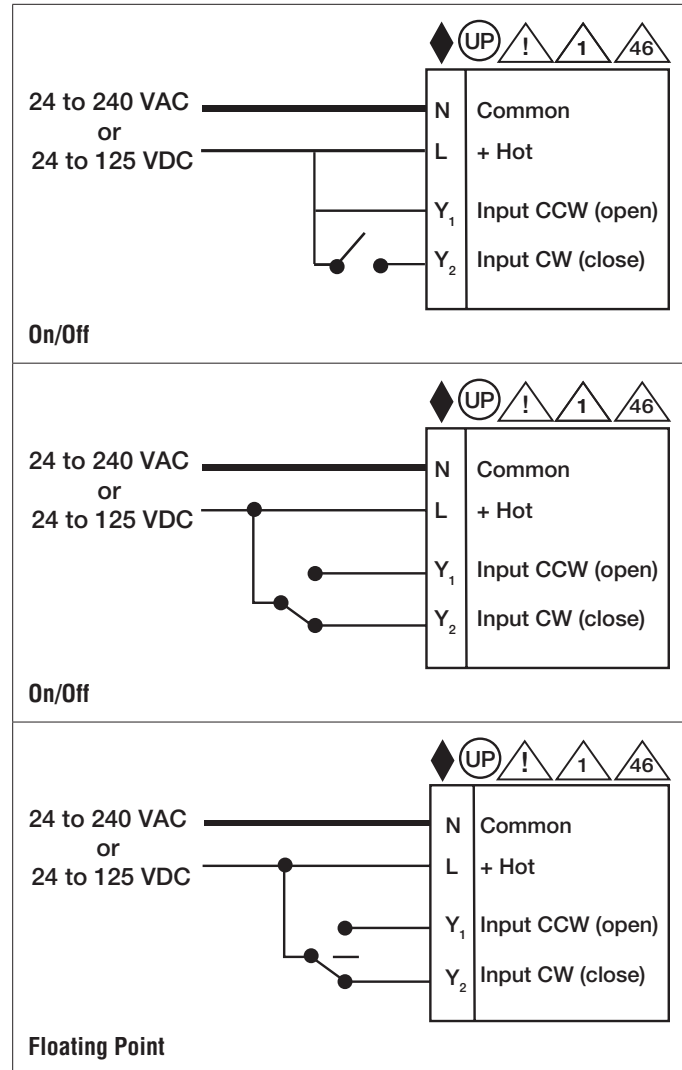 UP ! 1 46
24 to 240 VAC
or
24 to 125 VDC
N Common
L + Hot
Y1 Input CCW (open)
Y2 Input CW (close)
On/Off
UP ! 1 46
24 to 240 VAC
or
24 to 125 VDC
N Common
L + Hot
Y1 Input CCW (open)
Y2 Input CW (close)
On/Off
UP ! 1 46
24 to 240 VAC
or
24 to 125 VDC
N Common
L + Hot
Y1 Input CCW (open)
Y2 Input CW (close)
Floating Point